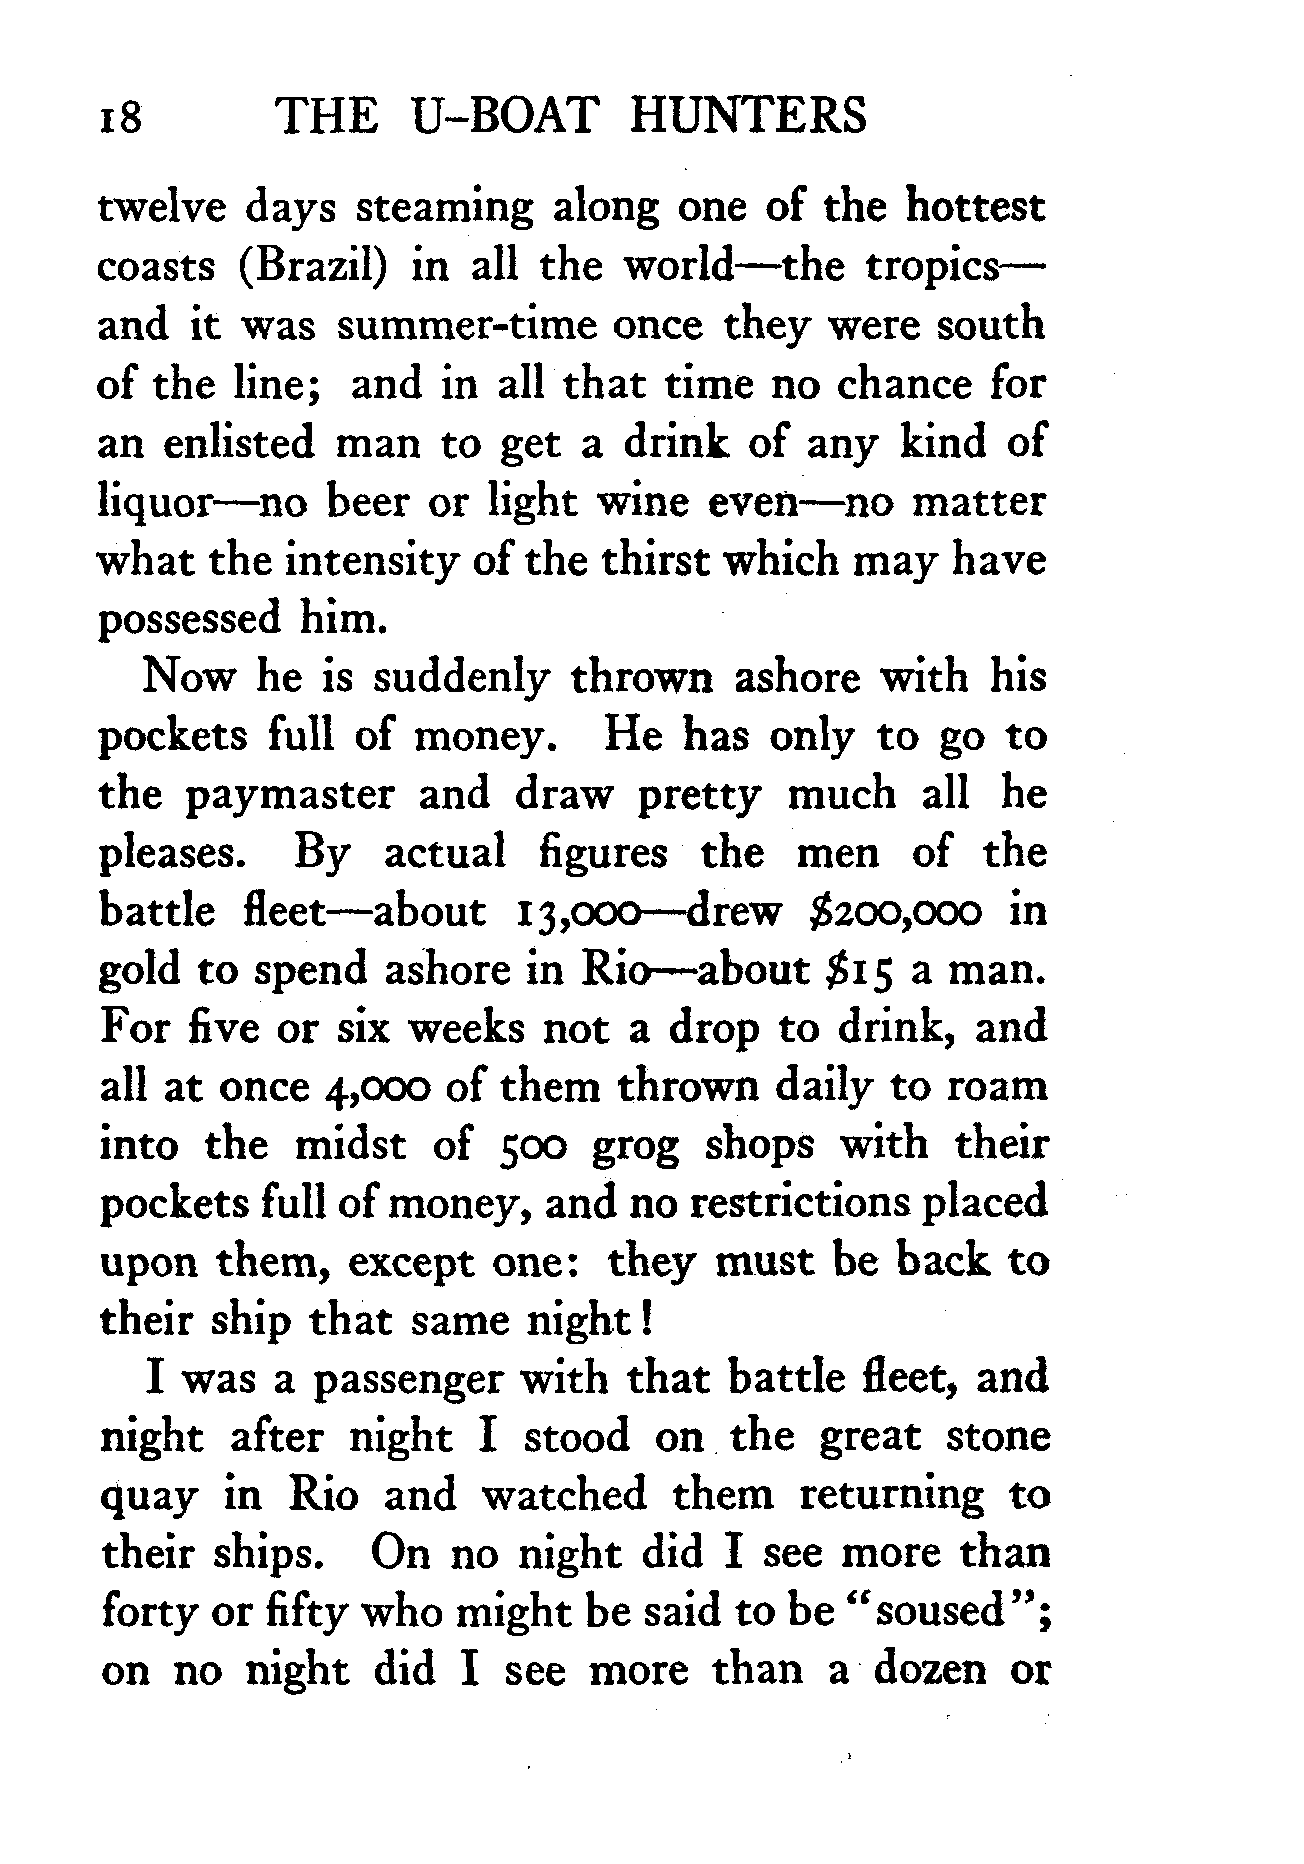 18 THE U-BOAT HUNTERS
twelve days steaming along one of the hottest
coasts (Brazil) in all the world—the tropics—
and it was summer-time once they were south
of the line; and in all that time no chance for
an enlisted man to get a drink of any kind of
liquor—no beer or light wine even—no matter
what the intensity of the thirst which may have
possessed him.
Now he is suddenly thrown ashore with his
pockets full of money. He has only to go to
the paymaster and draw pretty much all he
pleases. By actual figures the men of the
battle fleet—about 13,000—drew $200,000 in
gold to spend ashore in Rio—about $15 a man.
For five or six weeks not a drop to drink, and
all at once 4,000 of them thrown daily to roam
into the midst of 500 grog shops with their
pockets full of money, and no restrictions placed
upon them, except one: they must be back to
their ship that same night!
I was a passenger with that battle fleet, and
night after night I stood on the great stone
quay in Rio and watched them returning to
their ships. On no night did I see more than
forty or fifty who might be said to be "soused";
on no night did I see more than a dozen or